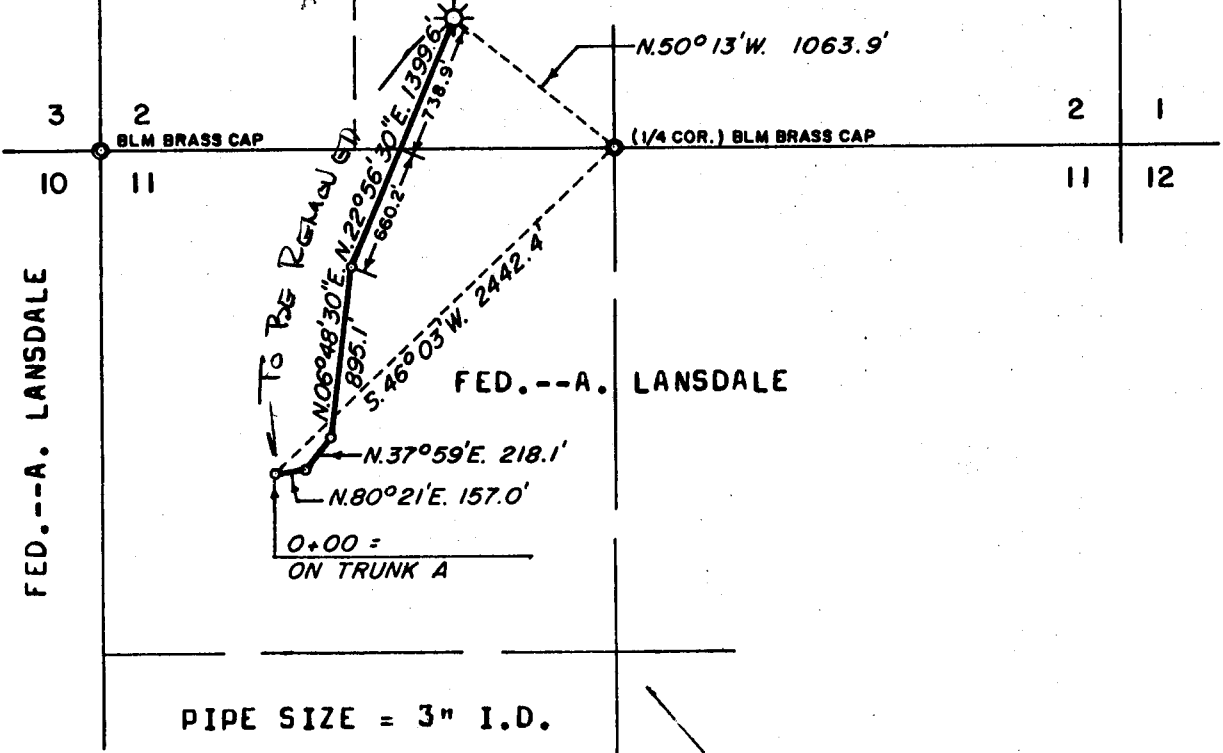 N.50°13'W. 1063.9'
N.22°56'30"E. 1399.6'
738.9'
660.2'
3
2
BLM BRASS CAP
(1/4 COR.) BLM BRASS CAP
2
1
10
11
11
12
TO BE REMOVED
N.06°48'30"E.
895.1'
S.46°03'W. 2442.4'
FED.--A. LANSDALE
FED.--A. LANSDALE
N.37°59'E. 218.1'
N.80°21'E. 157.0'
0+00 =
ON TRUNK A
PIPE SIZE = 3" I.D.